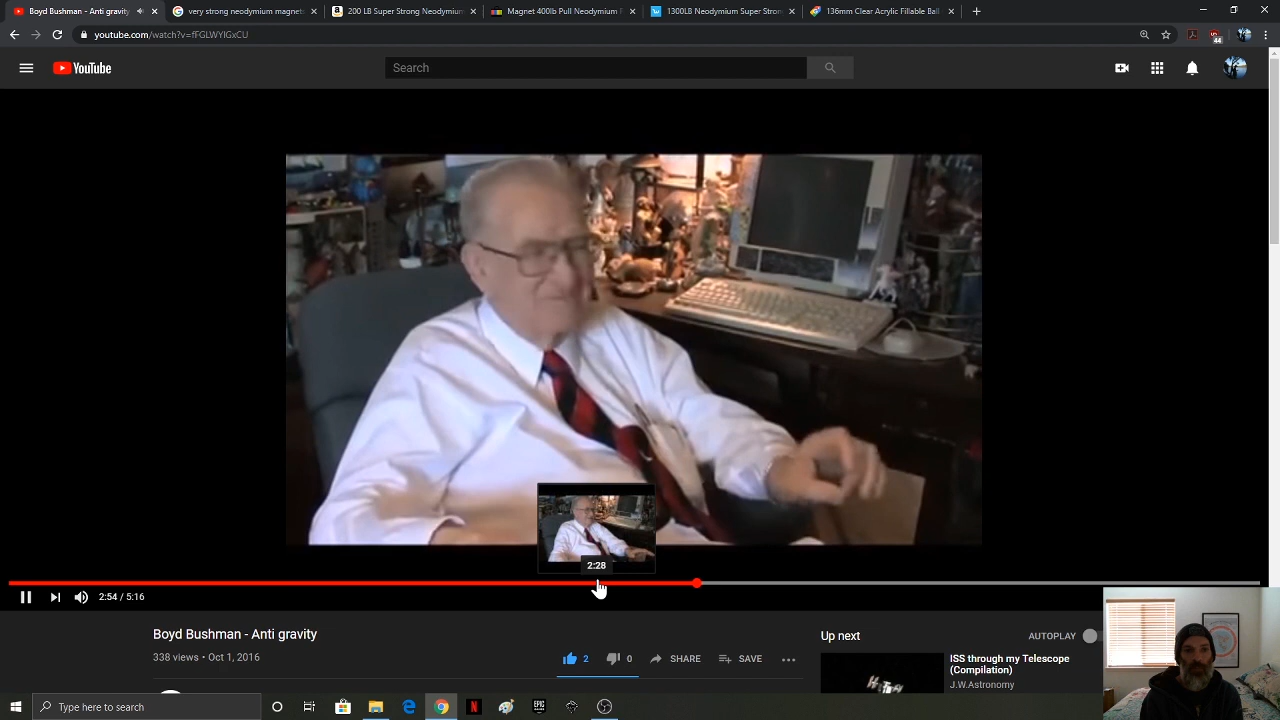 Boyd Bushman - Anti gravity
very strong neodymium magnets
200 LB Super Strong Neodymium
Magnet 400lb Pull Neodymium
1300LB Neodymium Super Stron
136mm Clear Acrylic Fillable Ball
youtube.com/watch?v=fFGLWYIGxCU
44
YouTube
Search
2:28
2:54 / 5:16
Boyd Bushman - Anti gravity
338 views • Oct 1, 2016
2
0
SHARE
SAVE
Up next
AUTOPLAY
ISS through my Telescope
(Compilation)
J.W.Astronomy
Type here to search
N
EPIC